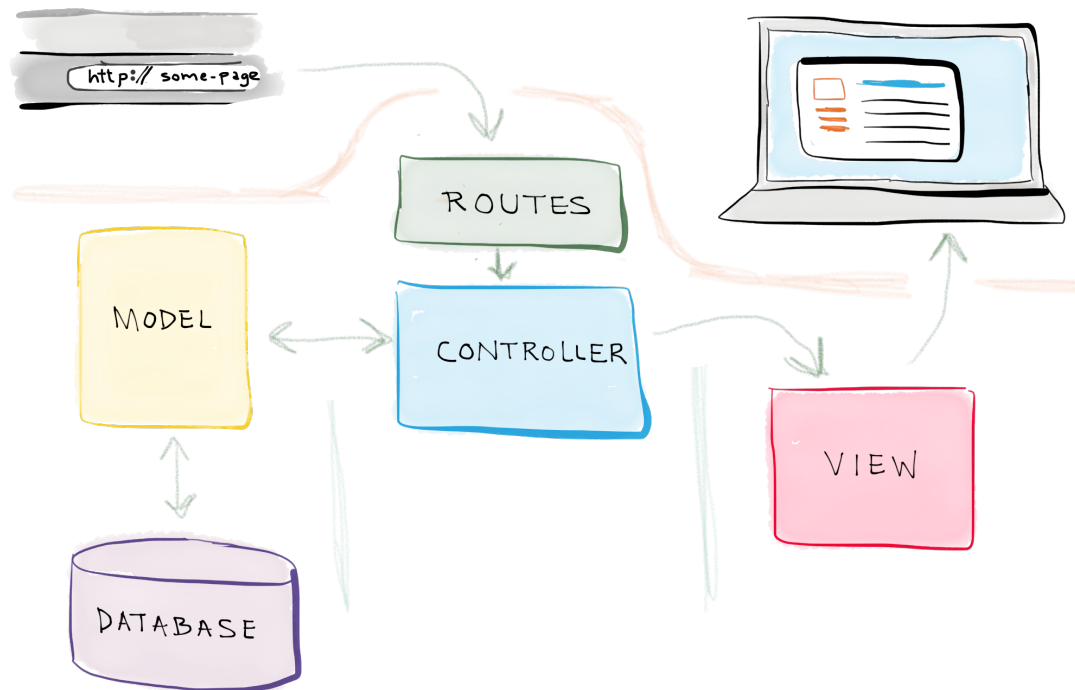 http:// some-page
ROUTES
MODEL
CONTROLLER
VIEW
DATABASE